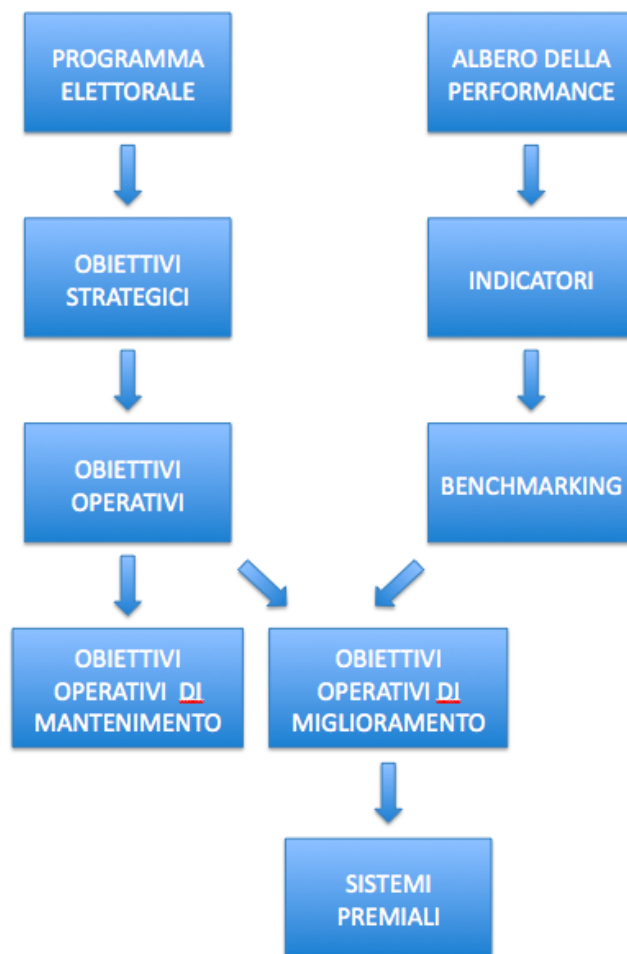 PROGRAMMA
ELETTORALE
ALBERO DELLA
PERFORMANCE
OBIETTIVI
STRATEGICI
INDICATORI
OBIETTIVI
OPERATIVI
BENCHMARKING
OBIETTIVI
OPERATIVI DI
MANTENIMENTO
OBIETTIVI
OPERATIVI DI
MIGLIORAMENTO
SISTEMI
PREMIALI